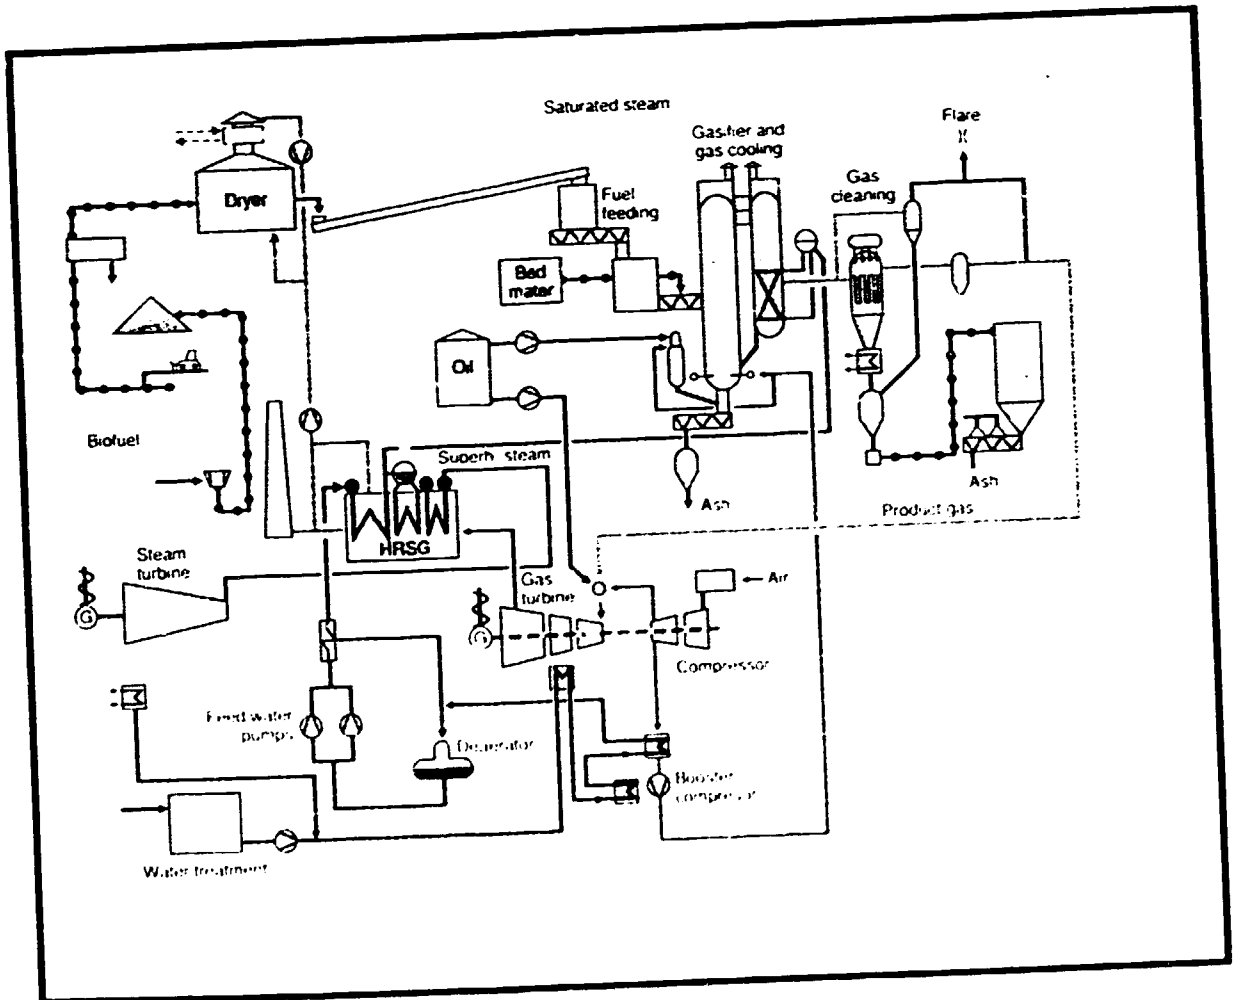 Saturated steam
Flare
Gasifier and
gas cooling
Gas
cleaning
Dryer
Fuel
feeding
Bed
mater
Oil
Biofuel
Superh. steam
Ash
Ash
Product gas
HRSG
Steam
turbine
Gas
turbine
Air
G
G
Compressor
Feed water
pumps
Deaerator
Booster
compressor
Water treatment